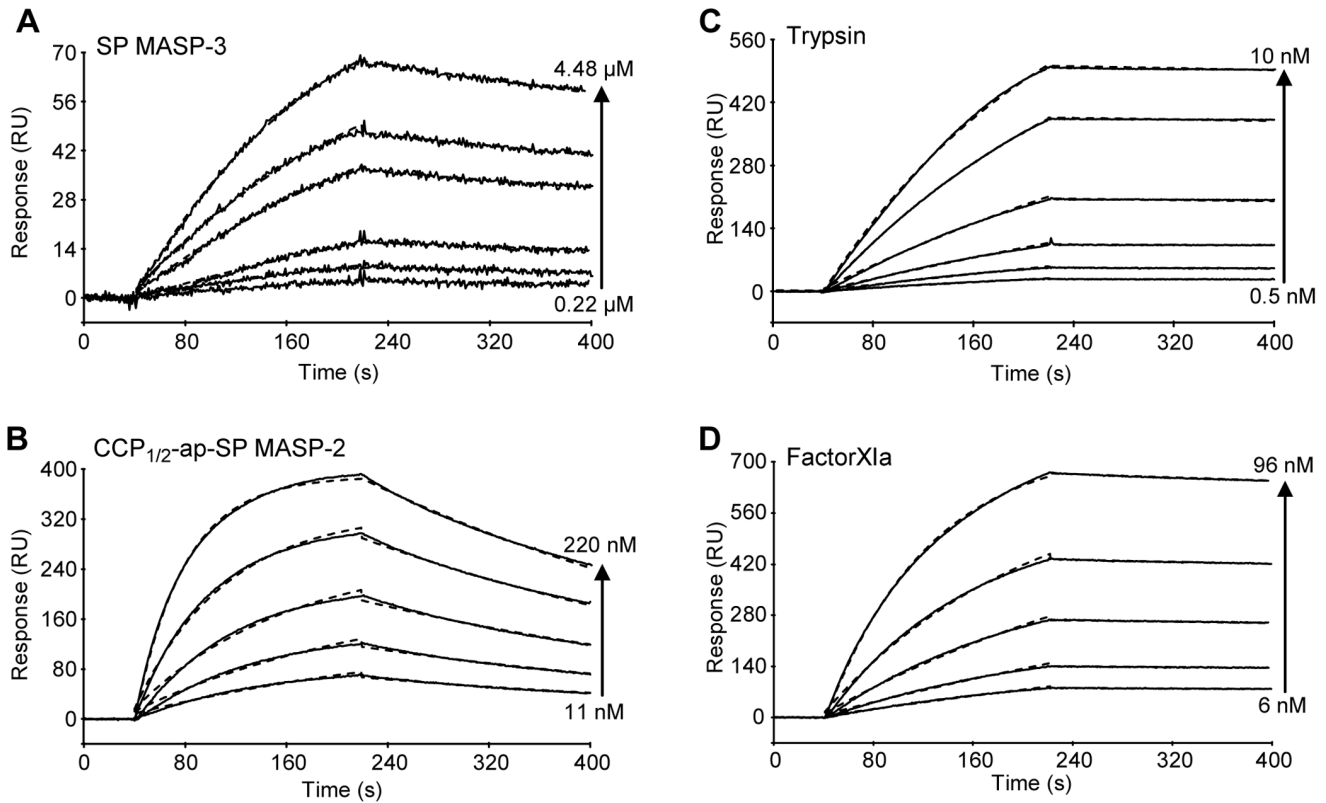 A
SP MASP-3
70
56
42
28
14
0
Response (RU)
4.48 µM
0.22 µM
0 80 160 240 320 400
Time (s)
C
Trypsin
560
420
280
140
0
Response (RU)
10 nM
0.5 nM
0 80 160 240 320 400
Time (s)
B
CCP1/2-ap-SP MASP-2
400
320
240
160
80
0
Response (RU)
220 nM
11 nM
0 80 160 240 320 400
Time (s)
D
FactorXIa
700
560
420
280
140
0
Response (RU)
96 nM
6 nM
0 80 160 240 320 400
Time (s)